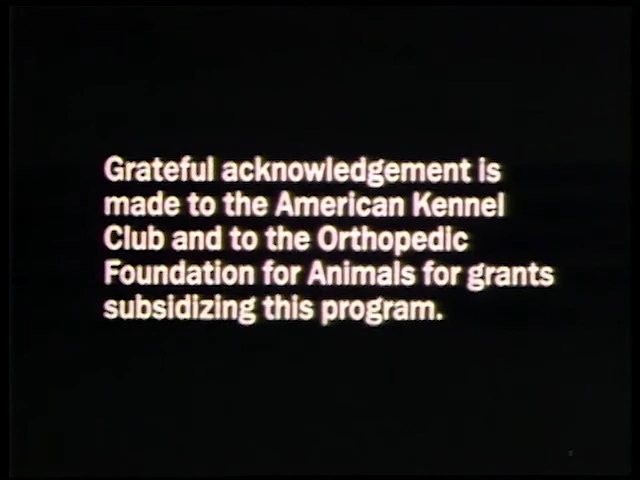 Grateful acknowledgement is
made to the American Kennel
Club and to the Orthopedic
Foundation for Animals for grants
subsidizing this program.